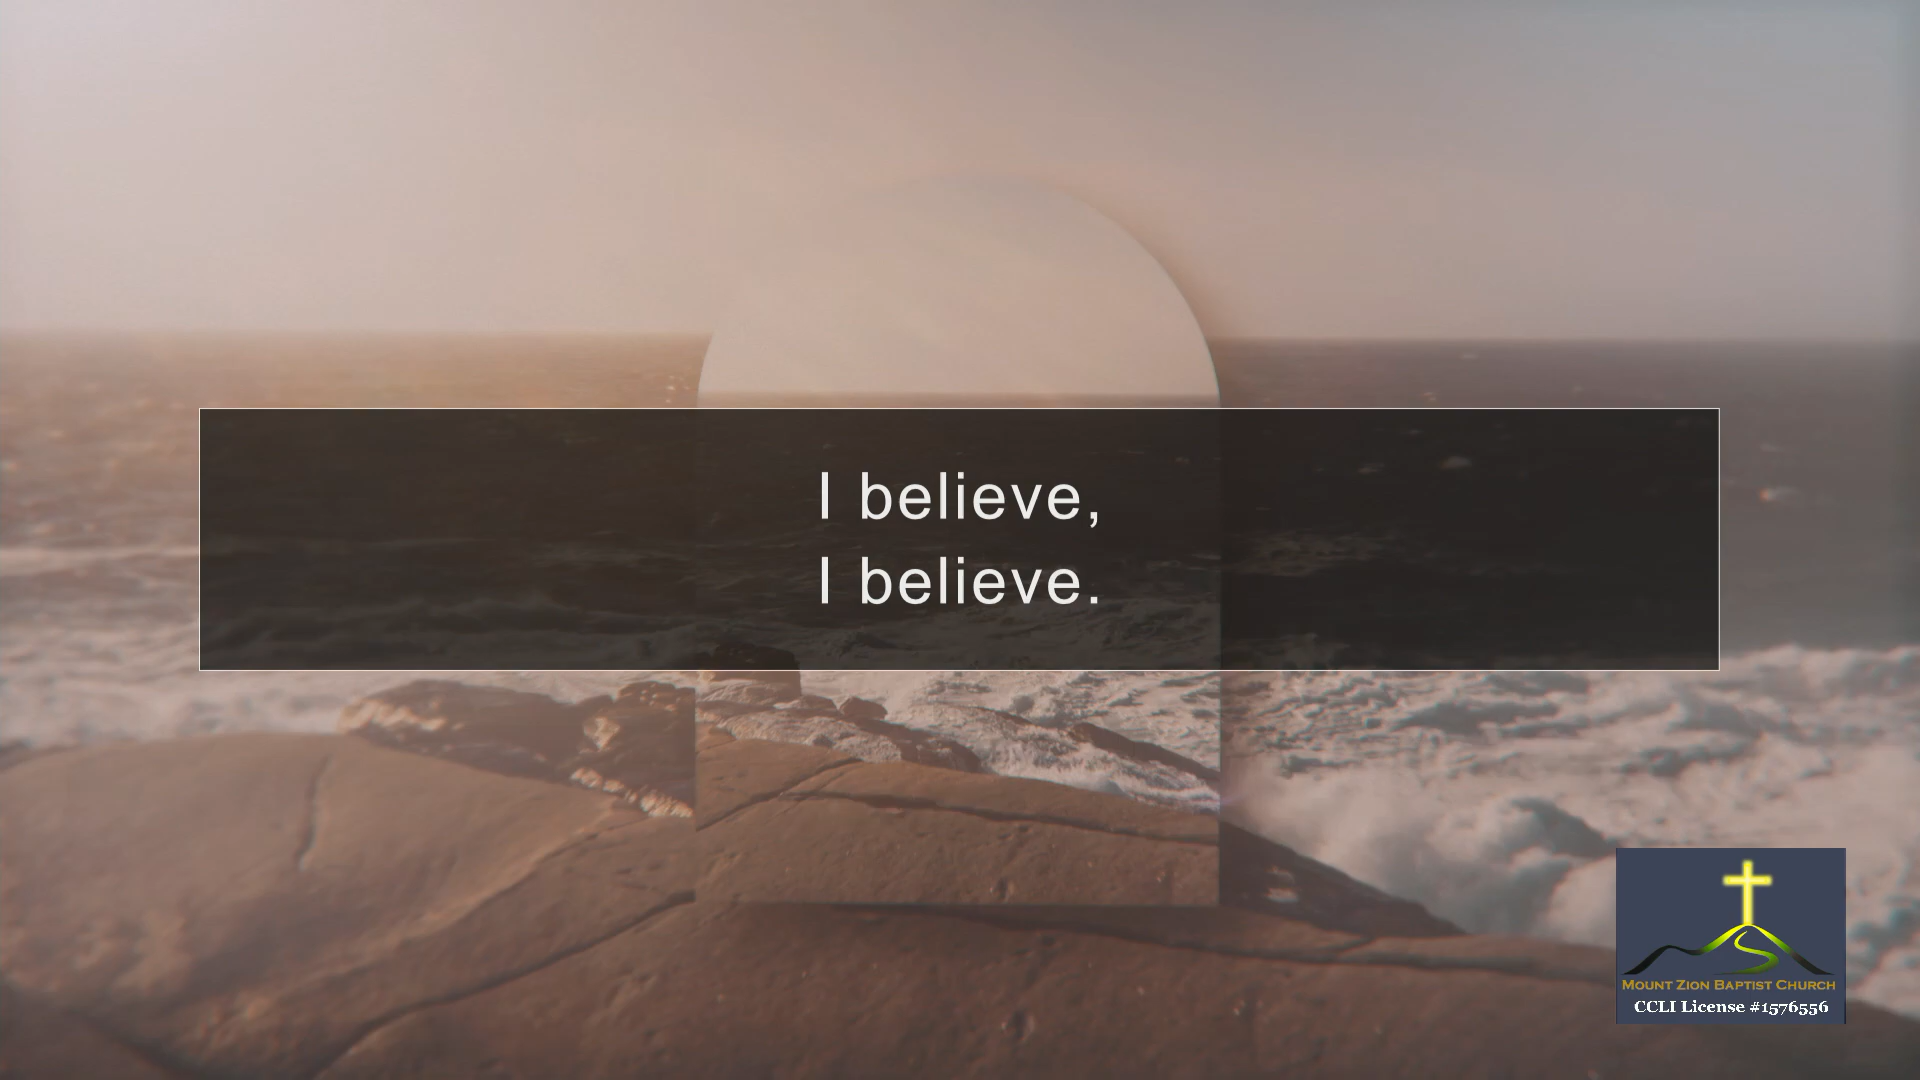 I believe,
I believe.
Mount Zion Baptist Church
CCLI License #1576556